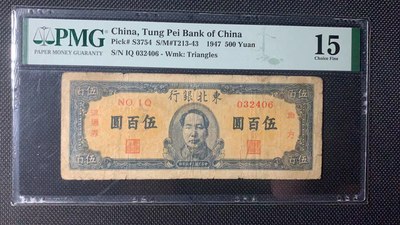 PMG
PAPER MONEY GUARANTY
China, Tung Pei Bank of China
Pick# S3754 S/M#T213-43 1947 500 Yuan
S/N IQ 032406 - Wmk: Triangles
15
Choice Fine
伍百 百伍
行銀北東
NO. IQ 032406
圓百伍 圓百伍